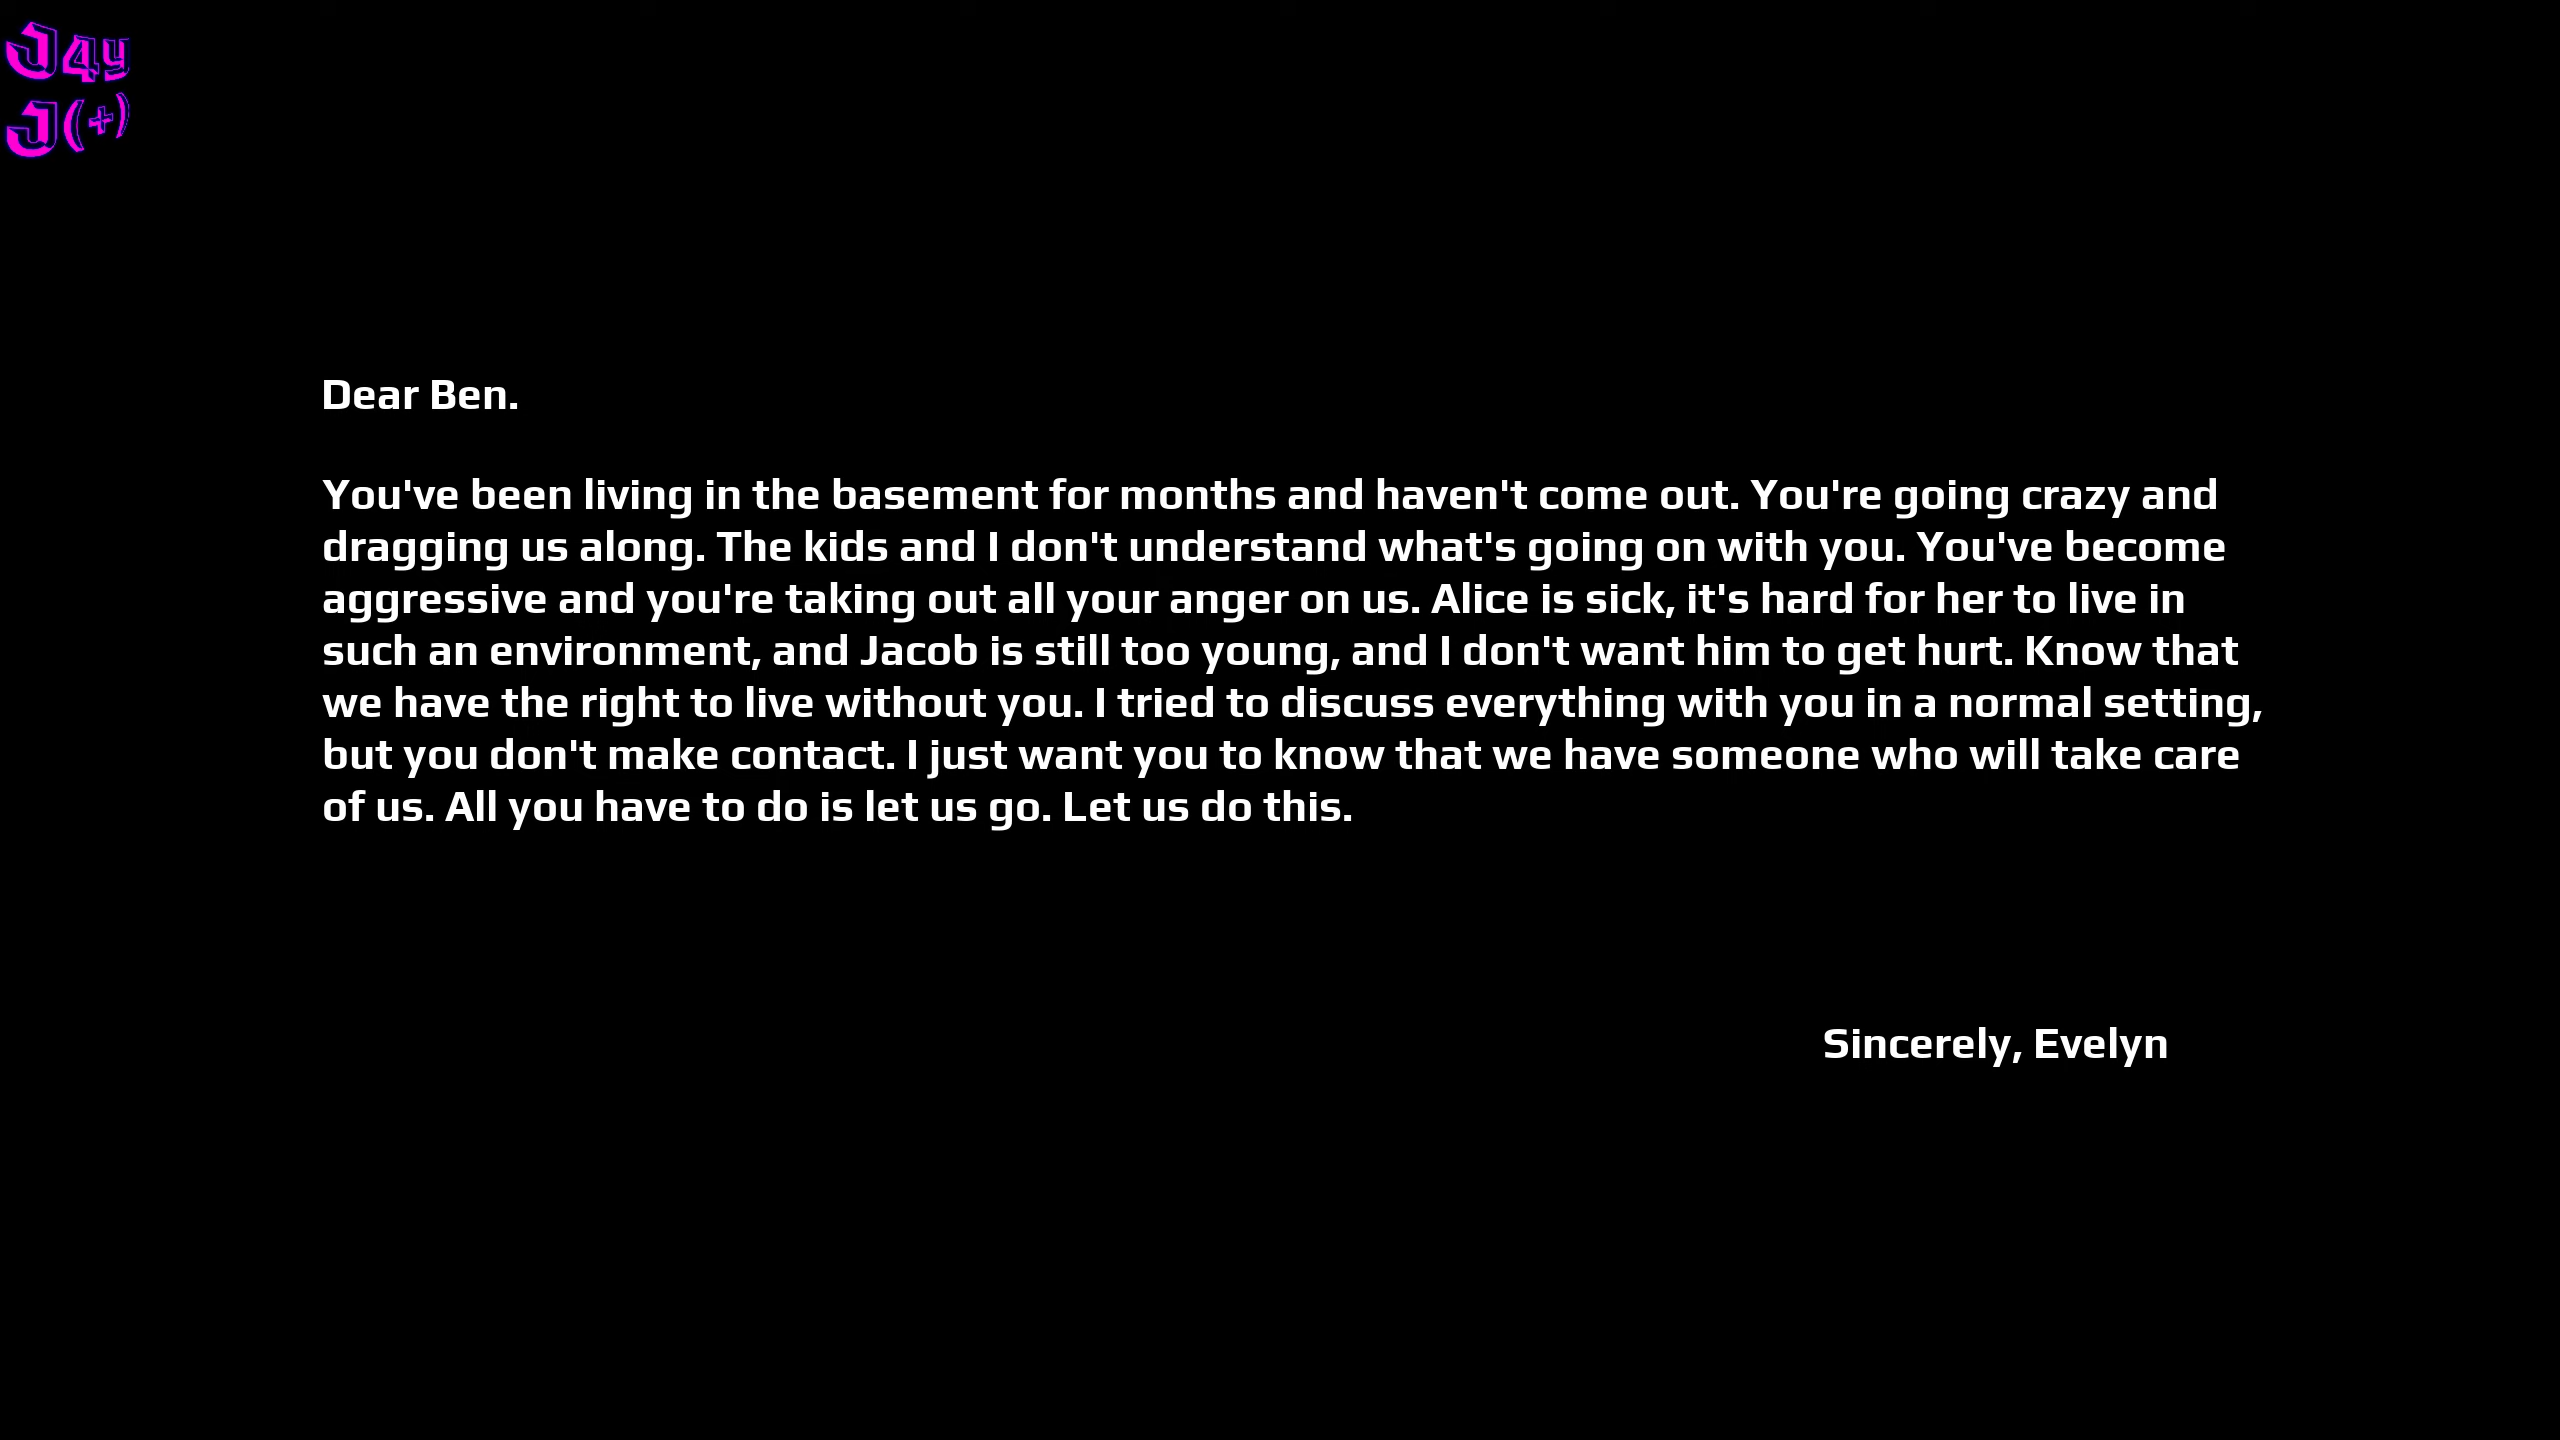 J4y
J(+)
Dear Ben.
You've been living in the basement for months and haven't come out. You're going crazy and
dragging us along. The kids and I don't understand what's going on with you. You've become
aggressive and you're taking out all your anger on us. Alice is sick, it's hard for her to live in
such an environment, and Jacob is still too young, and I don't want him to get hurt. Know that
we have the right to live without you. I tried to discuss everything with you in a normal setting,
but you don't make contact. I just want you to know that we have someone who will take care
of us. All you have to do is let us go. Let us do this.
Sincerely, Evelyn